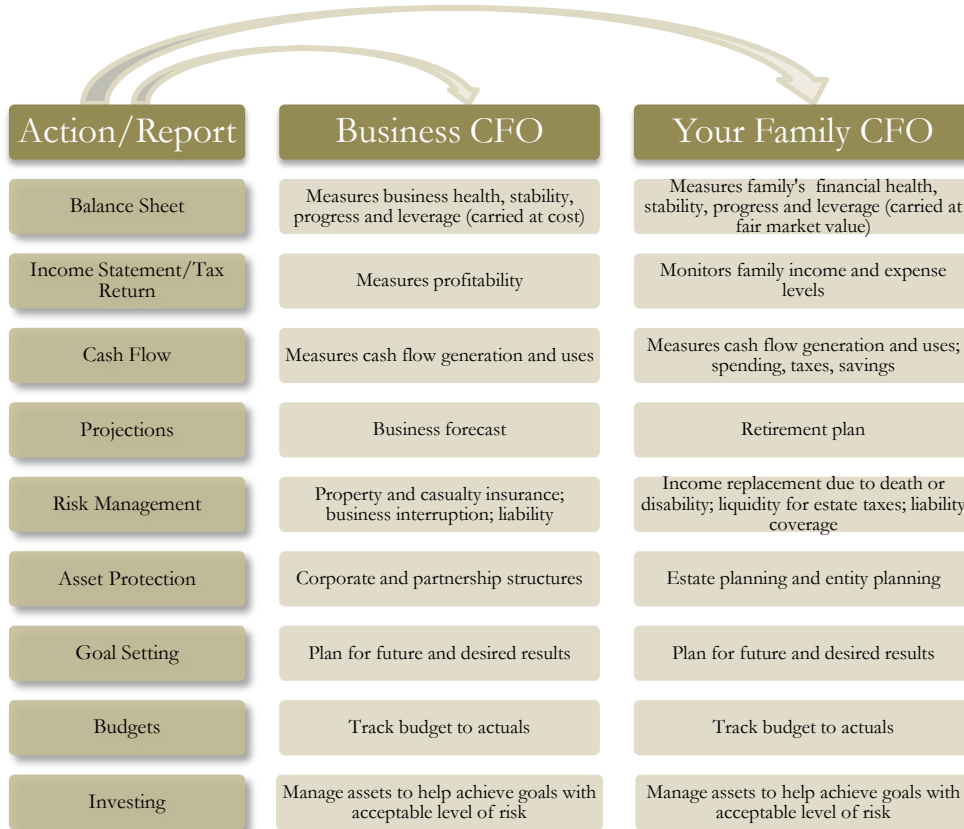 Action/Report
Business CFO
Your Family CFO
Balance Sheet
Measures business health, stability,
progress and leverage (carried at cost)
Measures family's financial health,
stability, progress and leverage (carried at
fair market value)
Income Statement/Tax
Return
Measures profitability
Monitors family income and expense
levels
Cash Flow
Measures cash flow generation and uses
Measures cash flow generation and uses;
spending, taxes, savings
Projections
Business forecast
Retirement plan
Risk Management
Property and casualty insurance;
business interruption; liability
Income replacement due to death or
disability; liquidity for estate taxes; liability
coverage
Asset Protection
Corporate and partnership structures
Estate planning and entity planning
Goal Setting
Plan for future and desired results
Plan for future and desired results
Budgets
Track budget to actuals
Track budget to actuals
Investing
Manage assets to help achieve goals with
acceptable level of risk
Manage assets to help achieve goals with
acceptable level of risk